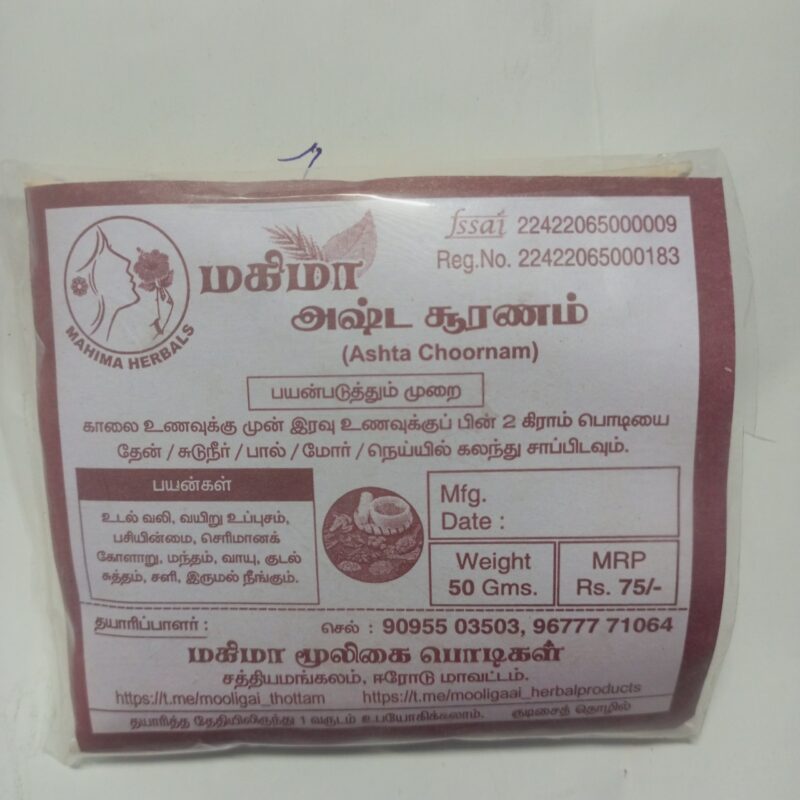 fssai 22422065000009
Reg.No. 22422065000183
MAHIMA HERBALS
மகிமா
அஷ்ட சூரணம்
(Ashta Choornam)
பயன்படுத்தும் முறை
காலை உணவுக்கு முன் இரவு உணவுக்குப் பின் 2 கிராம் பொடியை
தேன் / சுடுநீர் / பால் / மோர் / நெய்யில் கலந்து சாப்பிடவும்.
பயன்கள்
உடல் வலி, வயிறு உப்புசம்,
பசியின்மை, செரிமானக்
கோளாறு, மந்தம், வாயு, குடல்
சுத்தம், சளி, இருமல் நீங்கும்.
Mfg.
Date :
Weight
50 Gms.
MRP
Rs. 75/-
தயாரிப்பாளர் :
செல் : 90955 03503, 96777 71064
மகிமா மூலிகை பொடிகள்
சத்தியமங்கலம், ஈரோடு மாவட்டம்.
https://t.me/mooligai_thottam https://t.me/mooligaai_herbalproducts
தயாரித்த தேதியிலிருந்து 1 வருடம் உபயோகிக்கலாம். குடிசைத் தொழில்